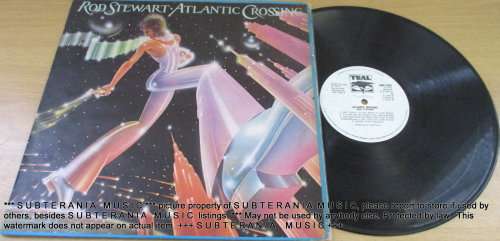 ROD STEWART·ATLANTIC CROSSING
TEAL
*** S U B T E R A N I A   M U S I C *** picture property of S U B T E R A N I A   M U S I C, please report to store if used by
others, besides S U B T E R A N I A   M U S I C listings. *** May not be used by anybody else. Protected by law. This
watermark does not appear on actual item. +++ S U B T E R A N I A   M U S I C +++